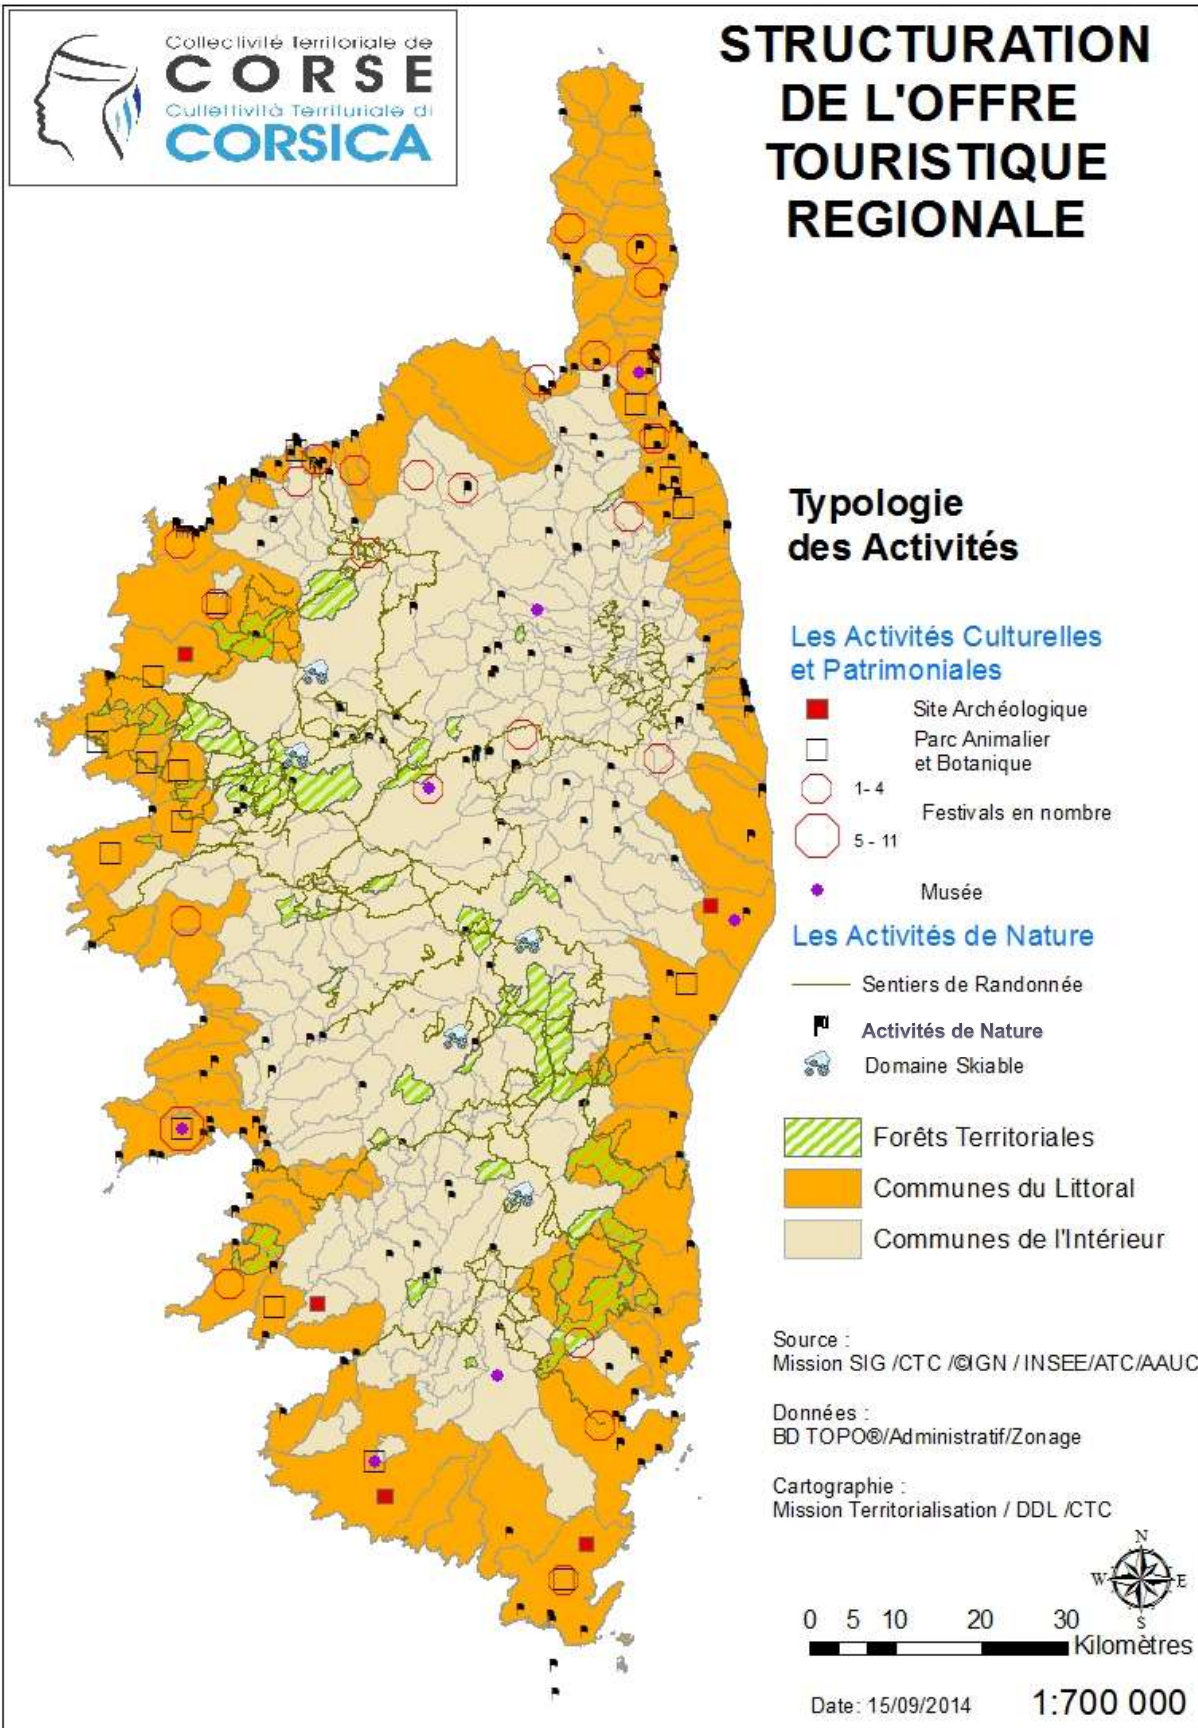 Collectivité Territoriale de
CORSE
Cullettività Territuriale di
CORSICA
STRUCTURATION
DE L'OFFRE
TOURISTIQUE
REGIONALE
Typologie
des Activités
Les Activités Culturelles
et Patrimoniales
Site Archéologique
Parc Animalier
et Botanique
1- 4
Festivals en nombre
5 - 11
Musée
Les Activités de Nature
Sentiers de Randonnée
Activités de Nature
Domaine Skiable
Forêts Territoriales
Communes du Littoral
Communes de l'Intérieur
Source :
Mission SIG /CTC /©IGN / INSEE/ATC/AAUC
Données :
BD TOPO®/Administratif/Zonage
Cartographie :
Mission Territorialisation / DDL /CTC
N
W E
S
0 5 10 20 30
Kilomètres
Date: 15/09/2014 1:700 000